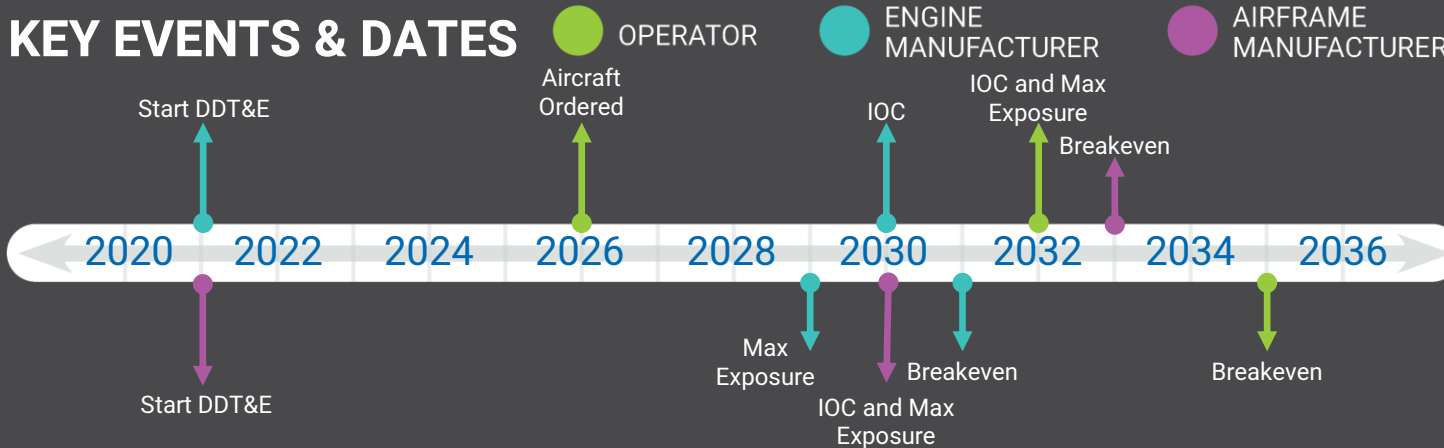 KEY EVENTS & DATES
OPERATOR
ENGINE
MANUFACTURER
AIRFRAME
MANUFACTURER
Start DDT&E
Aircraft
Ordered
IOC
IOC and Max
Exposure
Breakeven
2020 2022 2024 2026 2028 2030 2032 2034 2036
Start DDT&E
Max
Exposure
IOC and Max
Exposure
Breakeven
Breakeven